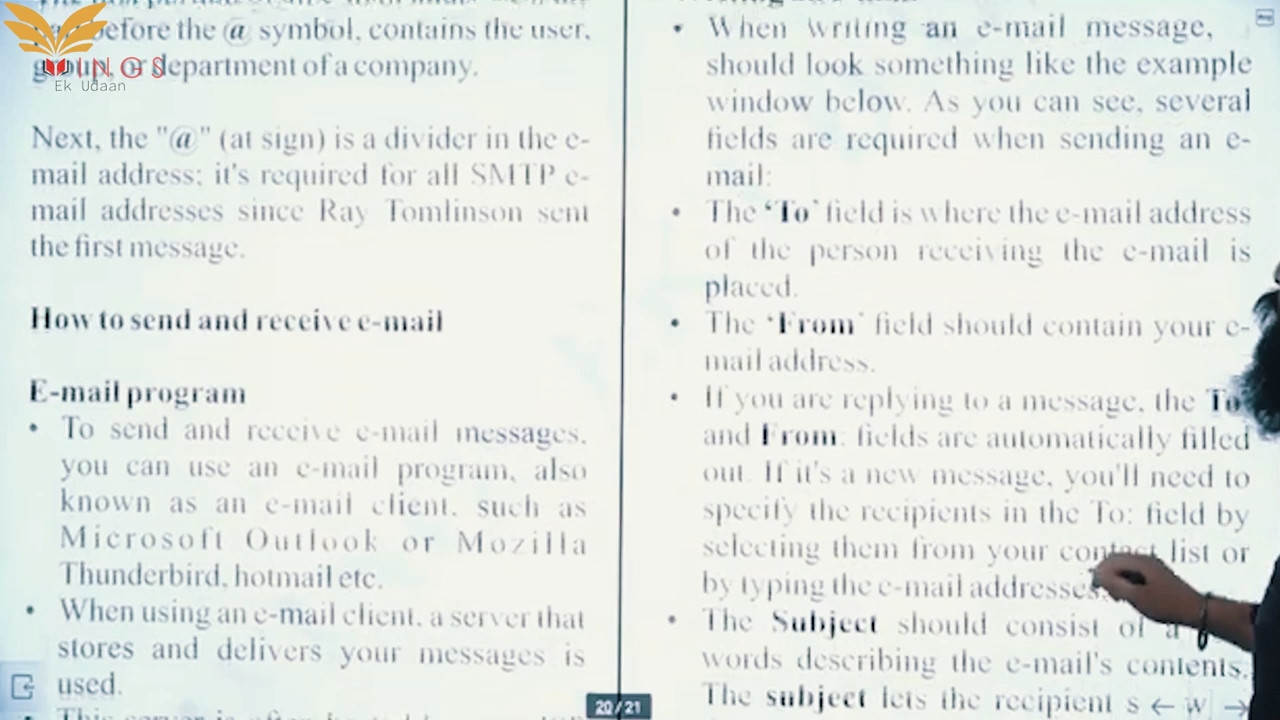 before the @ symbol, contains the user,
department of a company.
WINGS
Ek Udaan
Next, the "@" (at sign) is a divider in the e-
mail address; it's required for all SMTP e-
mail addresses since Ray Tomlinson sent
the first message.
How to send and receive e-mail
E-mail program
• To send and receive e-mail messages,
you can use an e-mail program, also
known as an e-mail client, such as
Microsoft Outlook or Mozilla
Thunderbird, hotmail etc.
• When using an e-mail client, a server that
stores and delivers your messages is
used.
• When writing an e-mail message,
should look something like the example
window below. As you can see, several
fields are required when sending an e-
mail:
• The ‘To’ field is where the e-mail address
of the person receiving the e-mail is
placed.
• The ‘From’ field should contain your e-
mail address.
• If you are replying to a message, the To
and From: fields are automatically filled
out. If it's a new message, you'll need to
specify the recipients in the To: field by
selecting them from your contact list or
by typing the e-mail addresses.
• The Subject should consist of a
words describing the e-mail's contents.
The subject lets the recipient s
20/21